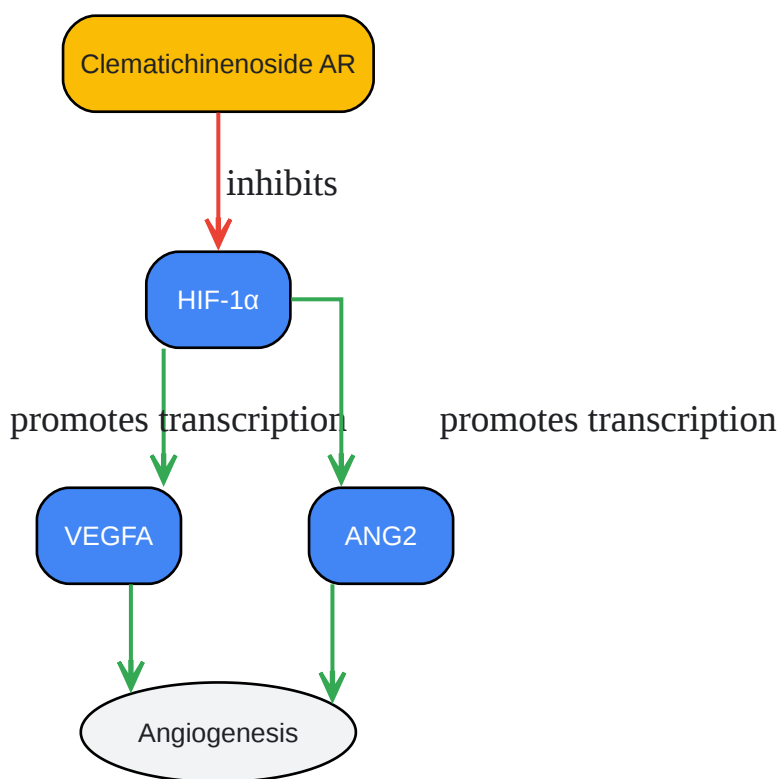 Clematichinenoside AR
inhibits
HIF-1α
promotes transcription
promotes transcription
VEGFA
ANG2
Angiogenesis